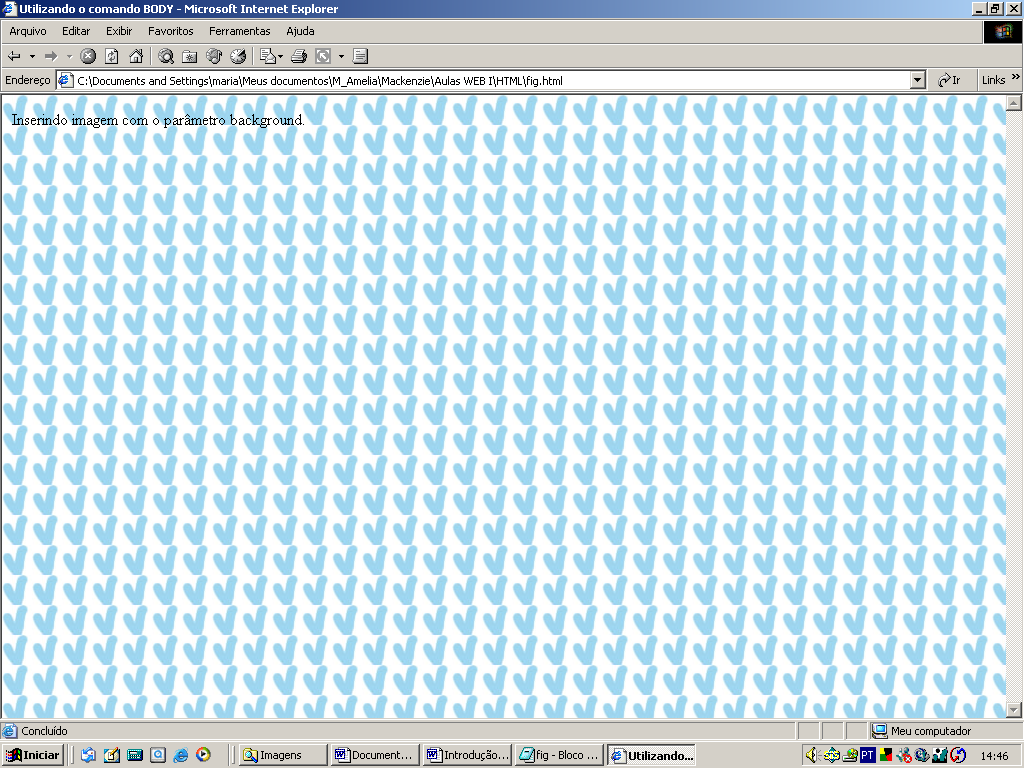 Utilizando o comando BODY - Microsoft Internet Explorer
Arquivo Editar Exibir Favoritos Ferramentas Ajuda
Endereço C:\Documents and Settings\maria\Meus documentos\M_Amelia\Mackenzie\Aulas WEB I\HTML\fig.html Ir Links »
Inserindo imagem com o parâmetro background.
Concluído Meu computador
Iniciar Imagens Document... Introdução... fig - Bloco ... Utilizando... PT 14:46